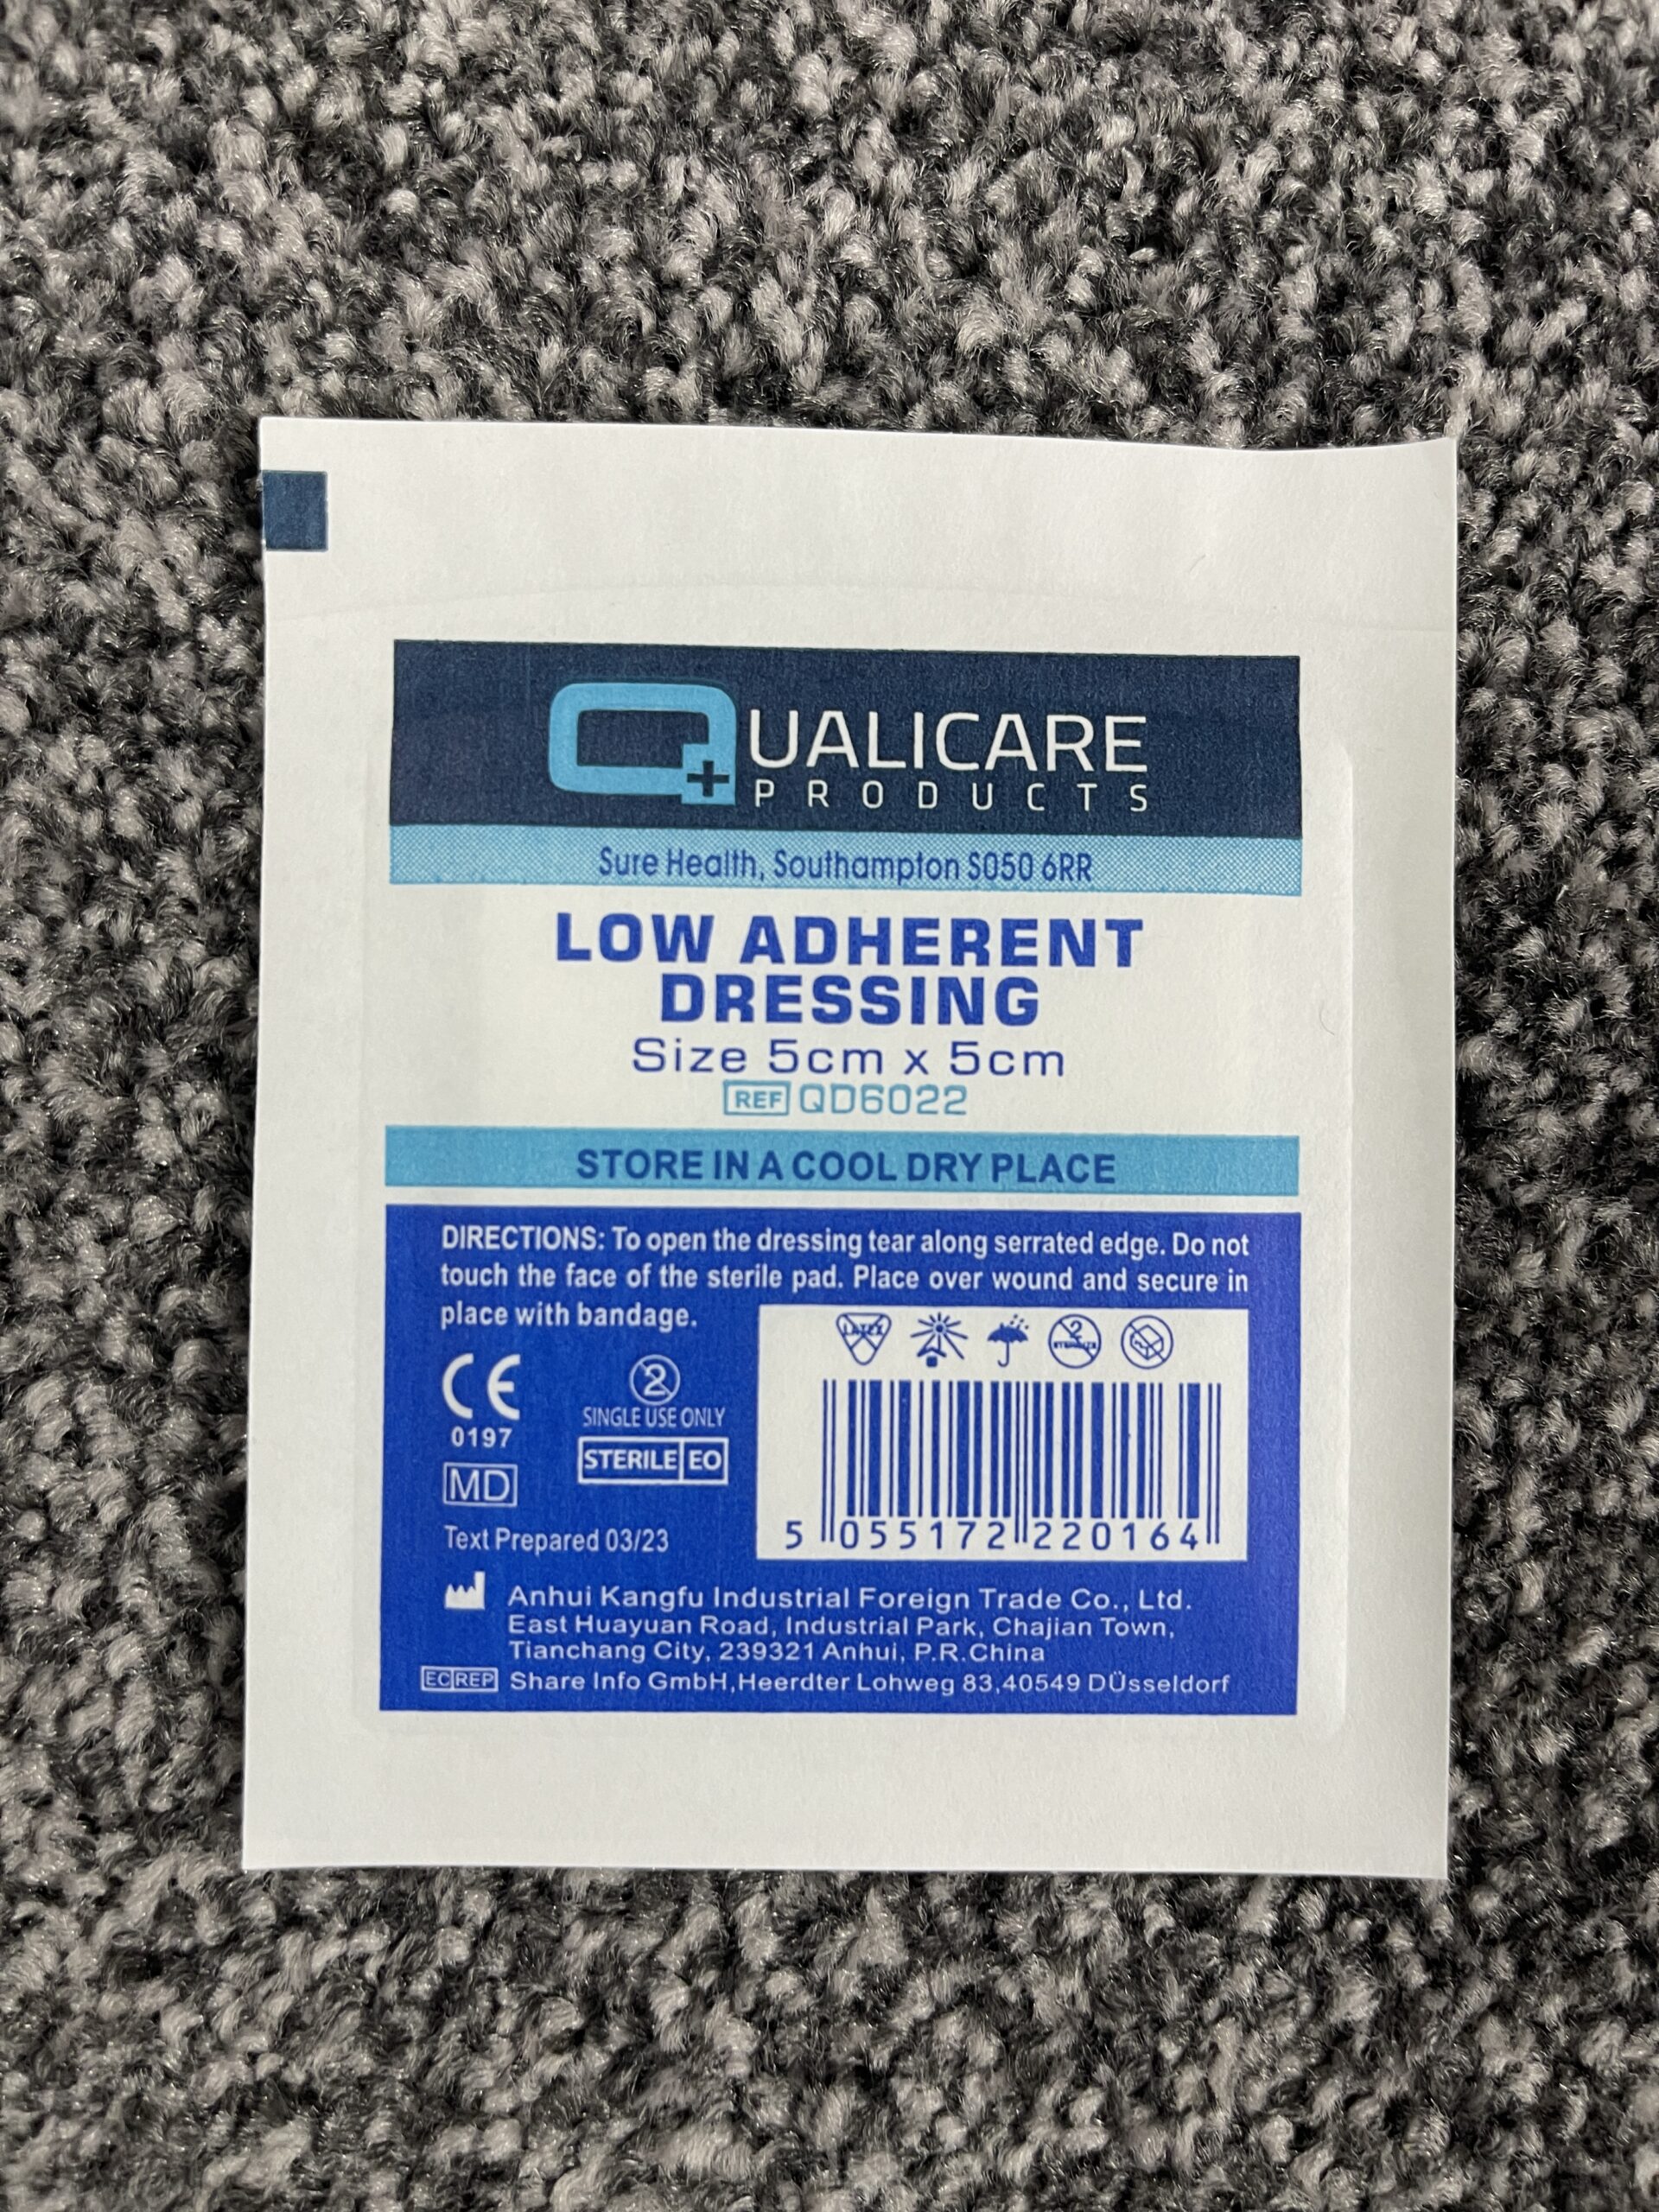 QUALICARE
PRODUCTS
Sure Health, Southampton SO50 6RR
LOW ADHERENT
DRESSING
Size 5cm x 5cm
REF QD6022
STORE IN A COOL DRY PLACE
DIRECTIONS: To open the dressing tear along serrated edge. Do not
touch the face of the sterile pad. Place over wound and secure in
place with bandage.
LATEX
2
STERILIZE
CE
0197
2
SINGLE USE ONLY
STERILE EO
MD
5 055172 220164
Text Prepared 03/23
Anhui Kangfu Industrial Foreign Trade Co., Ltd.
East Huayuan Road, Industrial Park, Chajian Town,
Tianchang City, 239321 Anhui, P.R.China
EC REP Share Info GmbH,Heerdter Lohweg 83,40549 DÜsseldorf